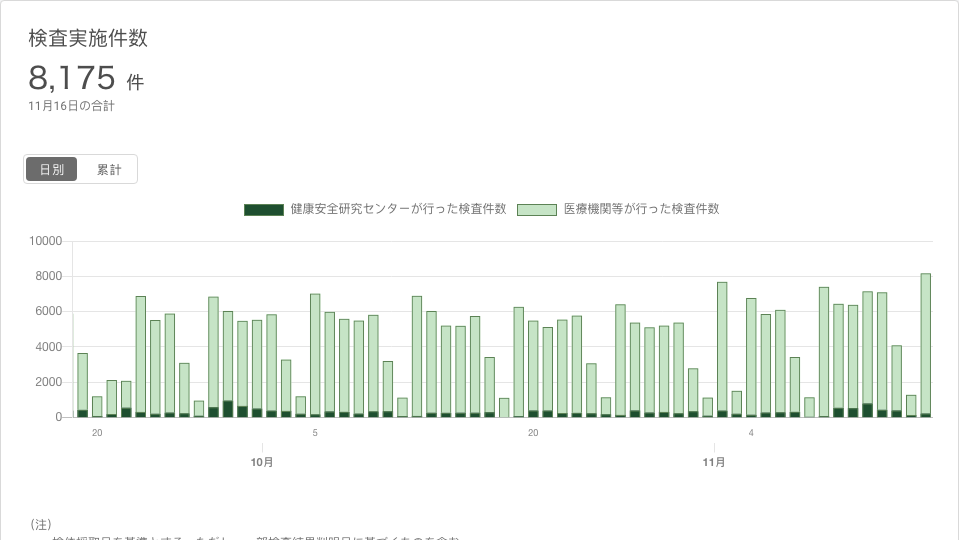 検査実施件数
8,175 件
11月16日の合計
日別 累計
健康安全研究センターが行った検査件数 医療機関等が行った検査件数
10000
8000
6000
4000
2000
0
20 5 20 4
10月 11月
(注)